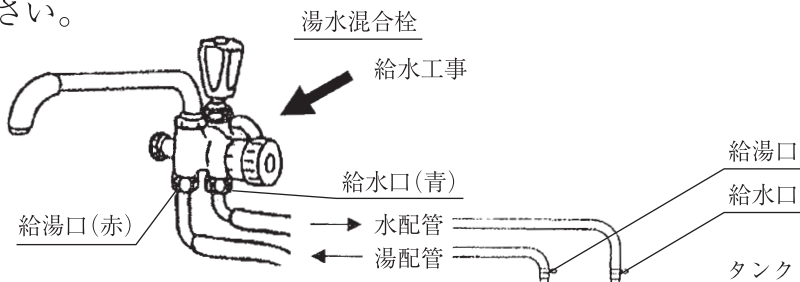 さい。
湯水混合栓
給水工事
給湯口
給水口(青)
給水口
給湯口(赤)
水配管
湯配管
タンク